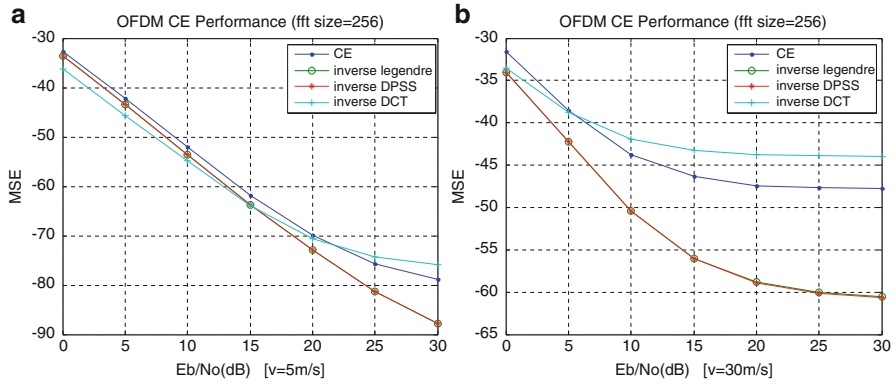 a
OFDM CE Performance (fft size=256)
-30
-40
-50
-60
-70
-80
-90
MSE
CE
inverse legendre
inverse DPSS
inverse DCT
0 5 10 15 20 25 30
Eb/No(dB) [v=5m/s]
b
OFDM CE Performance (fft size=256)
-30
-35
-40
-45
-50
-55
-60
-65
MSE
CE
inverse legendre
inverse DPSS
inverse DCT
0 5 10 15 20 25 30
Eb/No(dB) [v=30m/s]